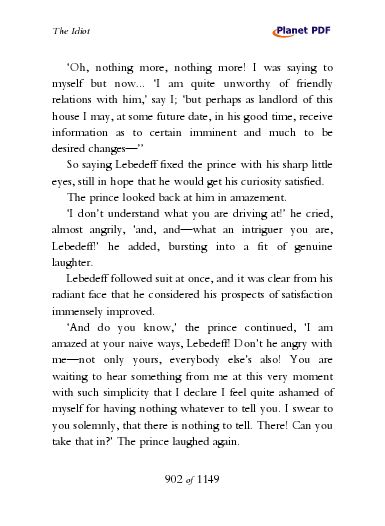 The Idiot
Planet PDF
‘Oh, nothing more, nothing more! I was saying to
myself but now... ‘I am quite unworthy of friendly
relations with him,’ say I; ‘but perhaps as landlord of this
house I may, at some future date, in his good time, receive
information as to certain imminent and much to be
desired changes—’’
So saying Lebedeff fixed the prince with his sharp little
eyes, still in hope that he would get his curiosity satisfied.
The prince looked back at him in amazement.
‘I don’t understand what you are driving at!’ he cried,
almost angrily, ‘and, and—what an intriguer you are,
Lebedeff!’ he added, bursting into a fit of genuine
laughter.
Lebedeff followed suit at once, and it was clear from his
radiant face that he considered his prospects of satisfaction
immensely improved.
‘And do you know,’ the prince continued, ‘I am
amazed at your naive ways, Lebedeff! Don’t he angry with
me—not only yours, everybody else’s also! You are
waiting to hear something from me at this very moment
with such simplicity that I declare I feel quite ashamed of
myself for having nothing whatever to tell you. I swear to
you solemnly, that there is nothing to tell. There! Can you
take that in?’ The prince laughed again.
902 of 1149